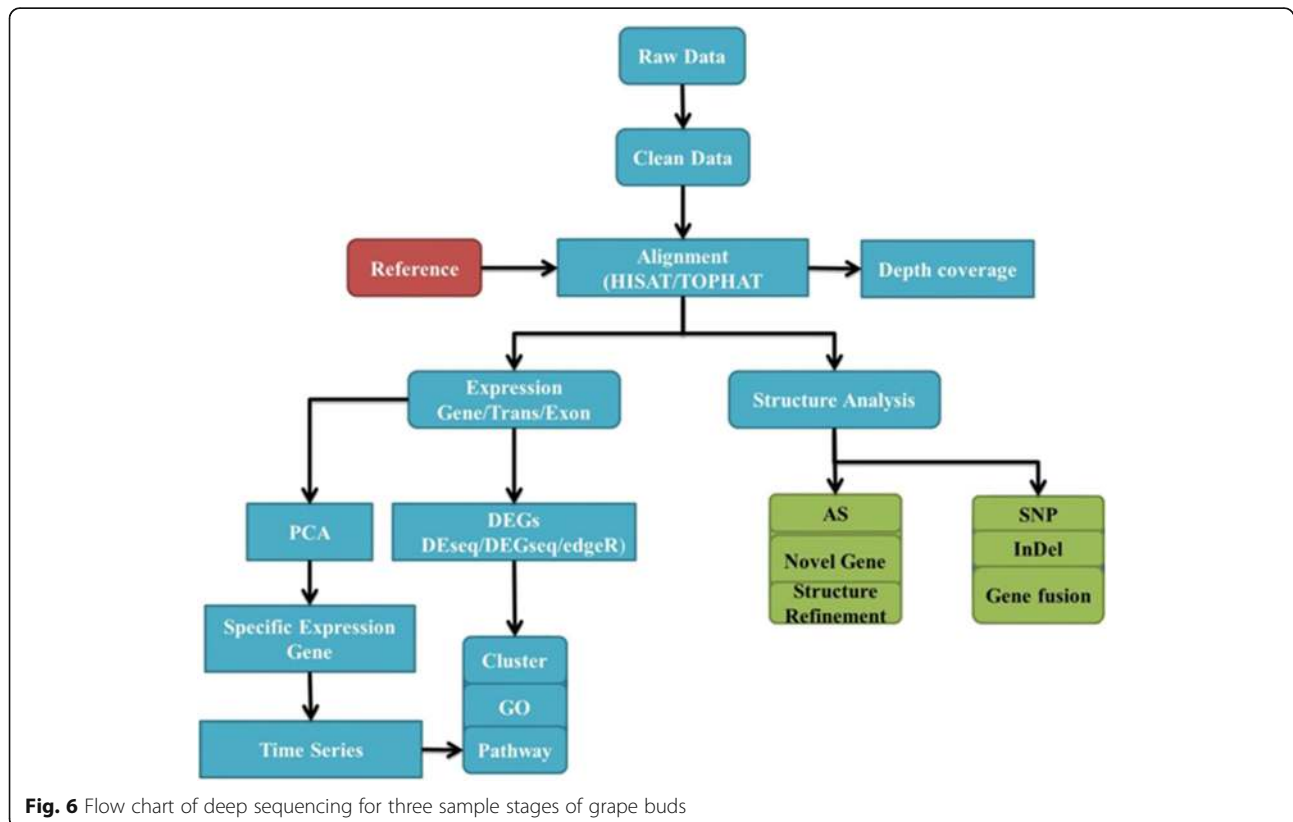 Raw Data
Clean Data
Reference
Alignment
(HISAT/TOPHAT
Depth coverage
Expression
Gene/Trans/Exon
Structure Analysis
PCA
DEGs
DEseq/DEGseq/edgeR)
AS
Novel Gene
Structure
Refinement
SNP
InDel
Gene fusion
Specific Expression
Gene
Cluster
GO
Pathway
Time Series
Fig. 6 Flow chart of deep sequencing for three sample stages of grape buds